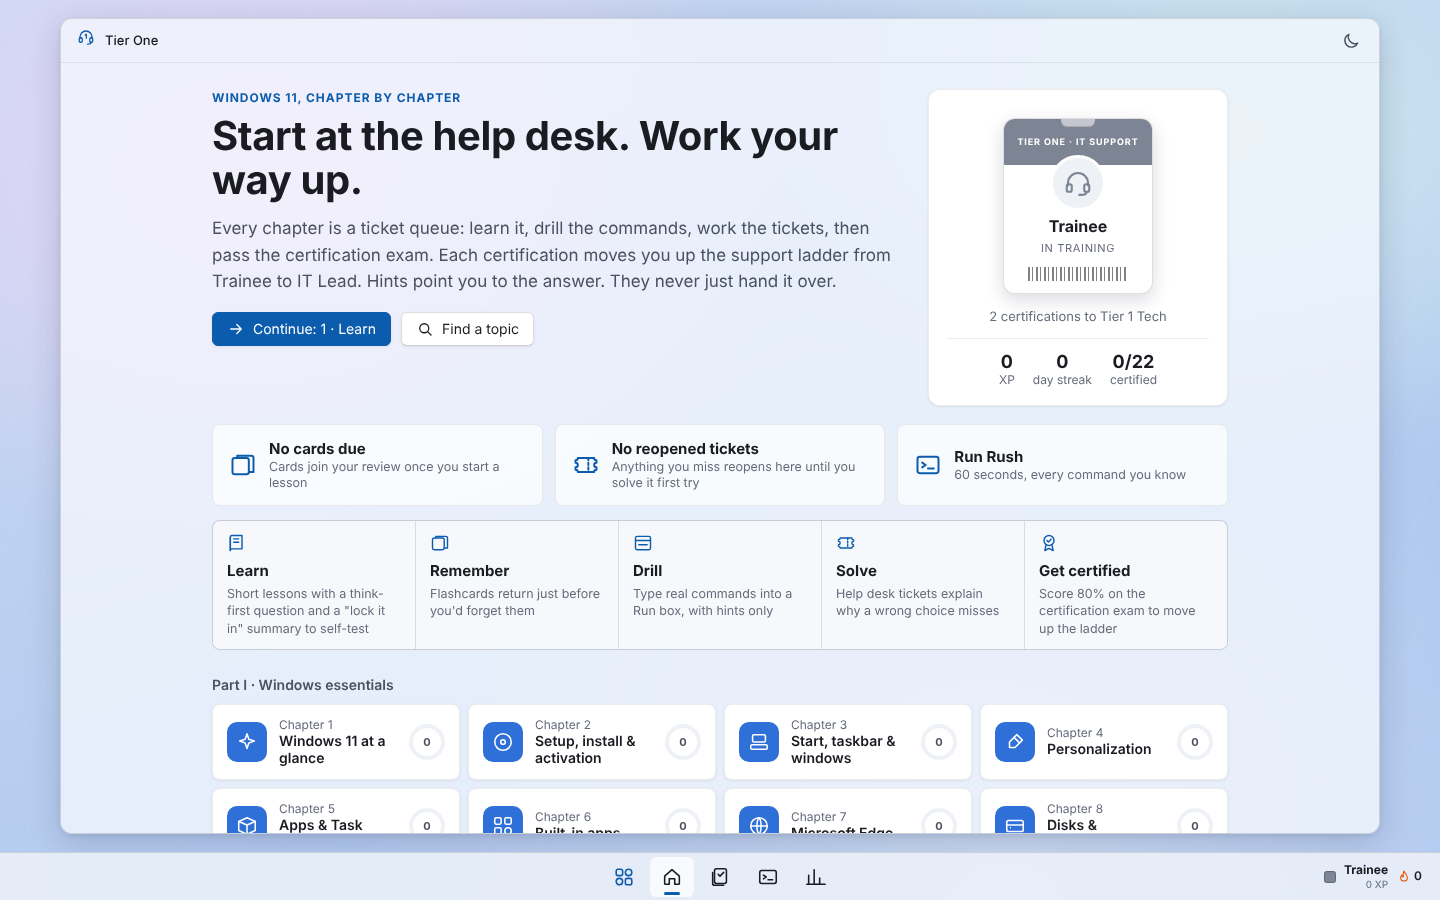 Tier One
WINDOWS 11, CHAPTER BY CHAPTER
Start at the help desk. Work your
way up.
Every chapter is a ticket queue: learn it, drill the commands, work the tickets, then
pass the certification exam. Each certification moves you up the support ladder from
Trainee to IT Lead. Hints point you to the answer. They never just hand it over.
Continue: 1 · Learn
Find a topic
TIER ONE · IT SUPPORT
Trainee
IN TRAINING
2 certifications to Tier 1 Tech
0 0 0/22
XP day streak certified
No cards due
Cards join your review once you start a
lesson
No reopened tickets
Anything you miss reopens here until you
solve it first try
Run Rush
60 seconds, every command you know
Learn
Short lessons with a think-
first question and a "lock it
in" summary to self-test
Remember
Flashcards return just before
you'd forget them
Drill
Type real commands into a
Run box, with hints only
Solve
Help desk tickets explain
why a wrong choice misses
Get certified
Score 80% on the
certification exam to move
up the ladder
Part I · Windows essentials
Chapter 1
Windows 11 at a
glance
0
Chapter 2
Setup, install &
activation
0
Chapter 3
Start, taskbar &
windows
0
Chapter 4
Personalization
0
Chapter 5
Apps & Task
0
Chapter 6
Built-in apps
0
Chapter 7
Microsoft Edge
0
Chapter 8
Disks &
0
Trainee
0 XP
0